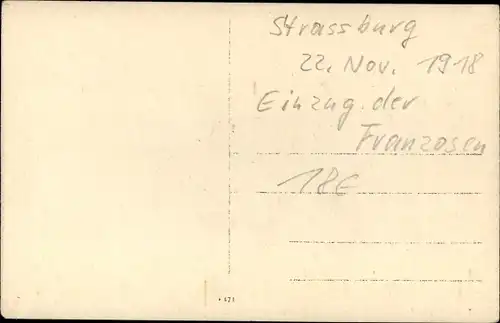 Strassburg
22. Nov. 1918
Einzug der
Franzosen
18€